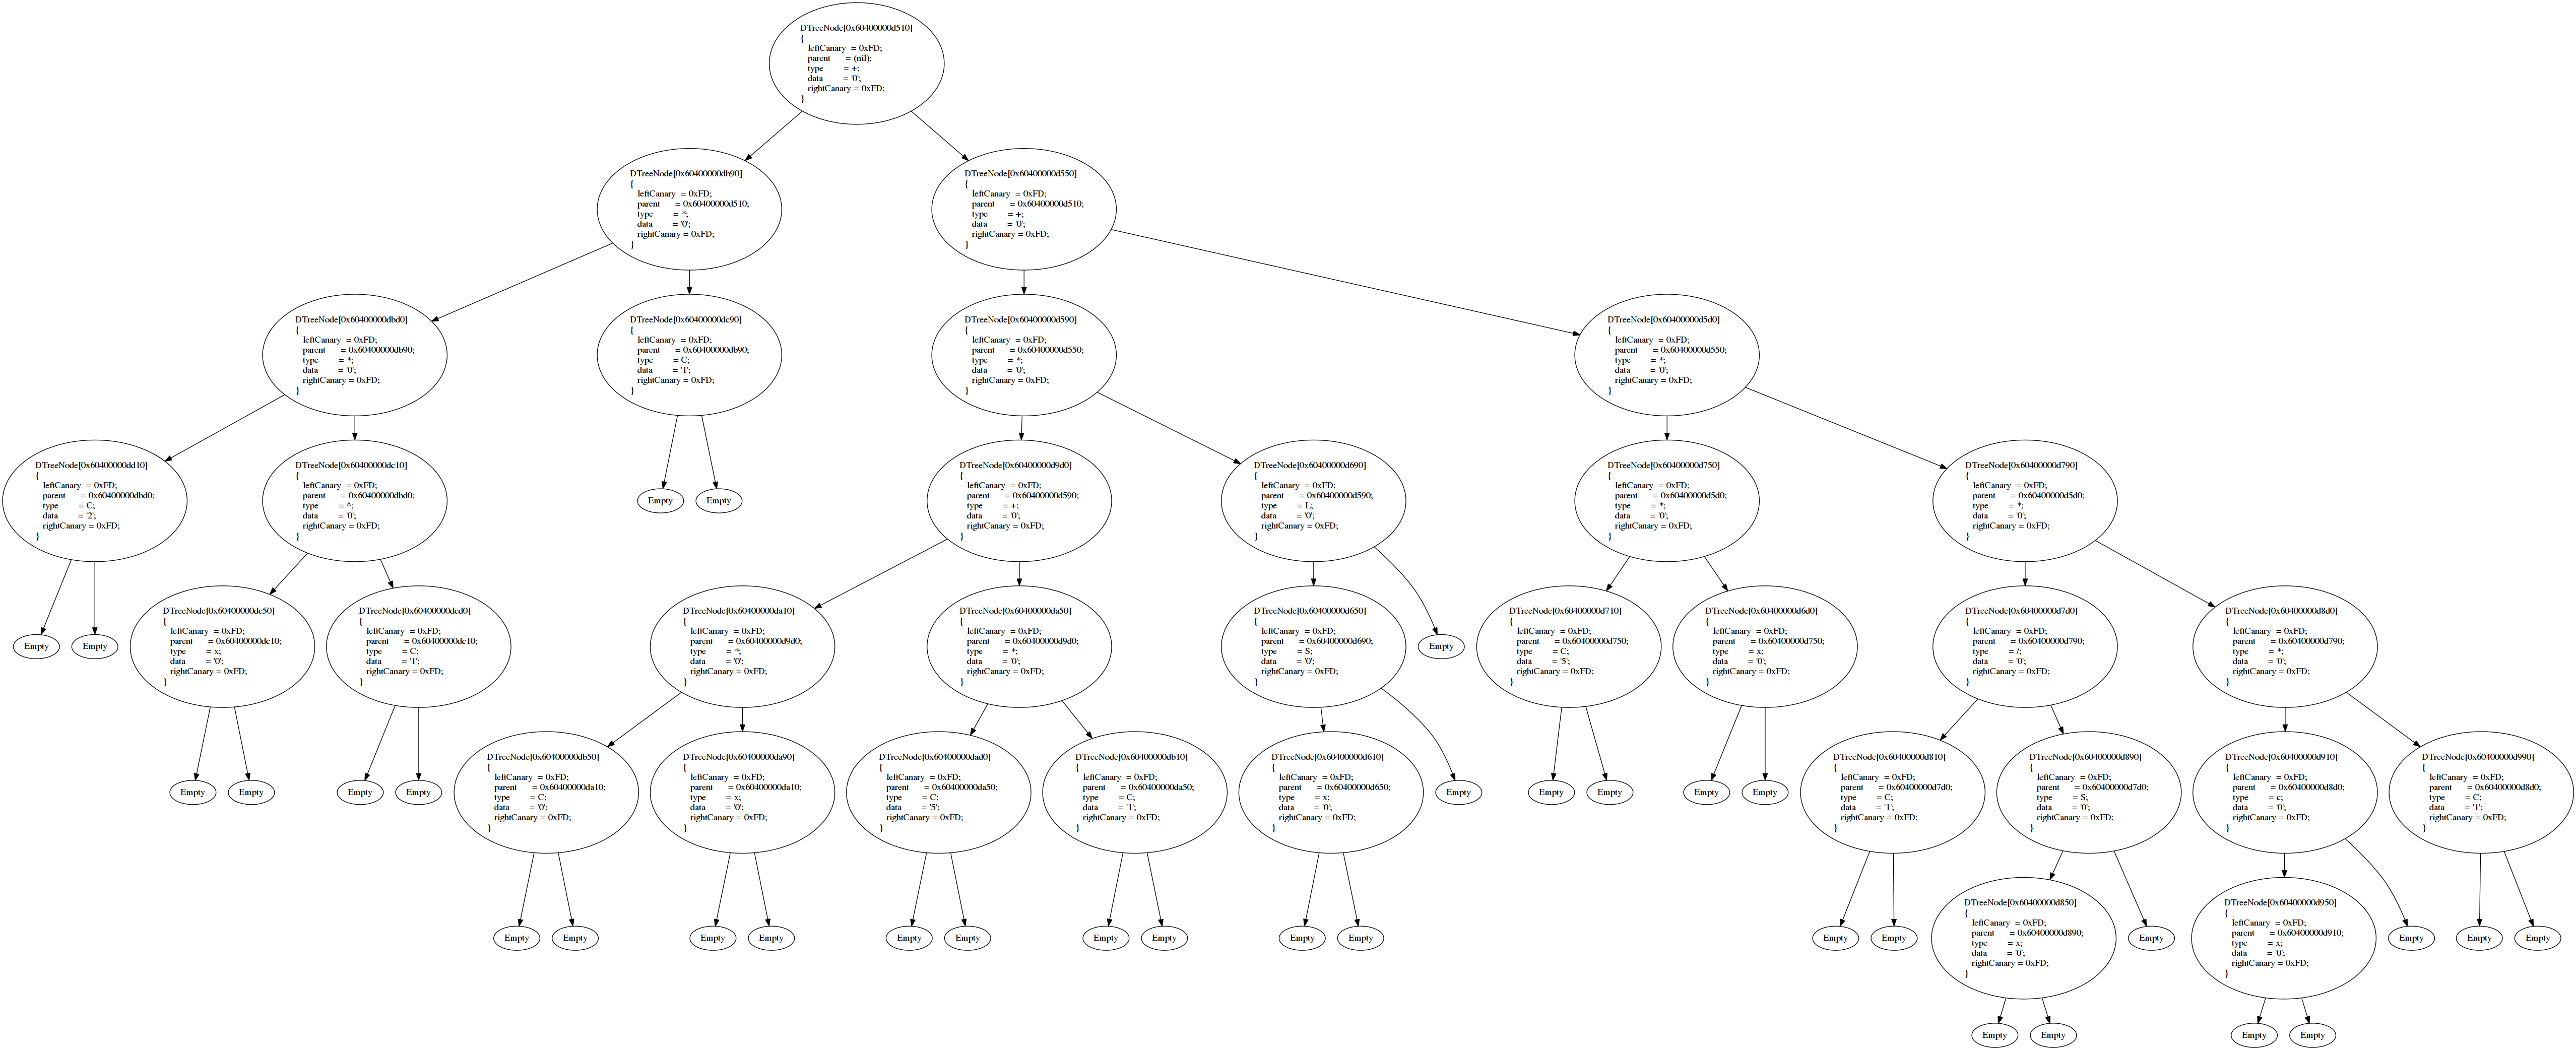 DTreeNode[0x60400000d510]
{
leftCanary = 0xFD;
parent = (nil);
type = +;
data = '0';
rightCanary = 0xFD;
}
DTreeNode[0x60400000db90]
{
leftCanary = 0xFD;
parent = 0x60400000d510;
type = *;
data = '0';
rightCanary = 0xFD;
}
DTreeNode[0x60400000d550]
{
leftCanary = 0xFD;
parent = 0x60400000d510;
type = +;
data = '0';
rightCanary = 0xFD;
}
DTreeNode[0x60400000dbd0]
{
leftCanary = 0xFD;
parent = 0x60400000db90;
type = *;
data = '0';
rightCanary = 0xFD;
}
DTreeNode[0x60400000dc90]
{
leftCanary = 0xFD;
parent = 0x60400000db90;
type = C;
data = '1';
rightCanary = 0xFD;
}
DTreeNode[0x60400000d590]
{
leftCanary = 0xFD;
parent = 0x60400000d550;
type = *;
data = '0';
rightCanary = 0xFD;
}
DTreeNode[0x60400000d5d0]
{
leftCanary = 0xFD;
parent = 0x60400000d550;
type = *;
data = '0';
rightCanary = 0xFD;
}
DTreeNode[0x60400000dd10]
{
leftCanary = 0xFD;
parent = 0x60400000dbd0;
type = C;
data = '2';
rightCanary = 0xFD;
}
DTreeNode[0x60400000dc10]
{
leftCanary = 0xFD;
parent = 0x60400000dbd0;
type = ^;
data = '0';
rightCanary = 0xFD;
}
Empty
Empty
DTreeNode[0x60400000d9d0]
{
leftCanary = 0xFD;
parent = 0x60400000d590;
type = +;
data = '0';
rightCanary = 0xFD;
}
DTreeNode[0x60400000d690]
{
leftCanary = 0xFD;
parent = 0x60400000d590;
type = L;
data = '0';
rightCanary = 0xFD;
}
DTreeNode[0x60400000d750]
{
leftCanary = 0xFD;
parent = 0x60400000d5d0;
type = *;
data = '0';
rightCanary = 0xFD;
}
DTreeNode[0x60400000d790]
{
leftCanary = 0xFD;
parent = 0x60400000d5d0;
type = *;
data = '0';
rightCanary = 0xFD;
}
Empty
Empty
DTreeNode[0x60400000dc50]
{
leftCanary = 0xFD;
parent = 0x60400000dc10;
type = x;
data = '0';
rightCanary = 0xFD;
}
DTreeNode[0x60400000dcd0]
{
leftCanary = 0xFD;
parent = 0x60400000dc10;
type = C;
data = '1';
rightCanary = 0xFD;
}
DTreeNode[0x60400000da10]
{
leftCanary = 0xFD;
parent = 0x60400000d9d0;
type = *;
data = '0';
rightCanary = 0xFD;
}
DTreeNode[0x60400000da50]
{
leftCanary = 0xFD;
parent = 0x60400000d9d0;
type = *;
data = '0';
rightCanary = 0xFD;
}
DTreeNode[0x60400000d650]
{
leftCanary = 0xFD;
parent = 0x60400000d690;
type = S;
data = '0';
rightCanary = 0xFD;
}
Empty
DTreeNode[0x60400000d710]
{
leftCanary = 0xFD;
parent = 0x60400000d750;
type = C;
data = '5';
rightCanary = 0xFD;
}
DTreeNode[0x60400000d6d0]
{
leftCanary = 0xFD;
parent = 0x60400000d750;
type = x;
data = '0';
rightCanary = 0xFD;
}
DTreeNode[0x60400000d7d0]
{
leftCanary = 0xFD;
parent = 0x60400000d790;
type = /;
data = '0';
rightCanary = 0xFD;
}
DTreeNode[0x60400000d8d0]
{
leftCanary = 0xFD;
parent = 0x60400000d790;
type = *;
data = '0';
rightCanary = 0xFD;
}
Empty
Empty
Empty
Empty
DTreeNode[0x60400000db50]
{
leftCanary = 0xFD;
parent = 0x60400000da10;
type = C;
data = '0';
rightCanary = 0xFD;
}
DTreeNode[0x60400000da90]
{
leftCanary = 0xFD;
parent = 0x60400000da10;
type = x;
data = '0';
rightCanary = 0xFD;
}
DTreeNode[0x60400000dad0]
{
leftCanary = 0xFD;
parent = 0x60400000da50;
type = C;
data = '5';
rightCanary = 0xFD;
}
DTreeNode[0x60400000db10]
{
leftCanary = 0xFD;
parent = 0x60400000da50;
type = C;
data = '1';
rightCanary = 0xFD;
}
DTreeNode[0x60400000d610]
{
leftCanary = 0xFD;
parent = 0x60400000d650;
type = x;
data = '0';
rightCanary = 0xFD;
}
Empty
Empty
Empty
Empty
Empty
DTreeNode[0x60400000d810]
{
leftCanary = 0xFD;
parent = 0x60400000d7d0;
type = C;
data = '1';
rightCanary = 0xFD;
}
DTreeNode[0x60400000d890]
{
leftCanary = 0xFD;
parent = 0x60400000d7d0;
type = S;
data = '0';
rightCanary = 0xFD;
}
DTreeNode[0x60400000d910]
{
leftCanary = 0xFD;
parent = 0x60400000d8d0;
type = c;
data = '0';
rightCanary = 0xFD;
}
DTreeNode[0x60400000d990]
{
leftCanary = 0xFD;
parent = 0x60400000d8d0;
type = C;
data = '1';
rightCanary = 0xFD;
}
Empty
Empty
Empty
Empty
Empty
Empty
Empty
Empty
Empty
Empty
Empty
Empty
DTreeNode[0x60400000d850]
{
leftCanary = 0xFD;
parent = 0x60400000d890;
type = x;
data = '0';
rightCanary = 0xFD;
}
Empty
DTreeNode[0x60400000d950]
{
leftCanary = 0xFD;
parent = 0x60400000d910;
type = x;
data = '0';
rightCanary = 0xFD;
}
Empty
Empty
Empty
Empty
Empty
Empty
Empty